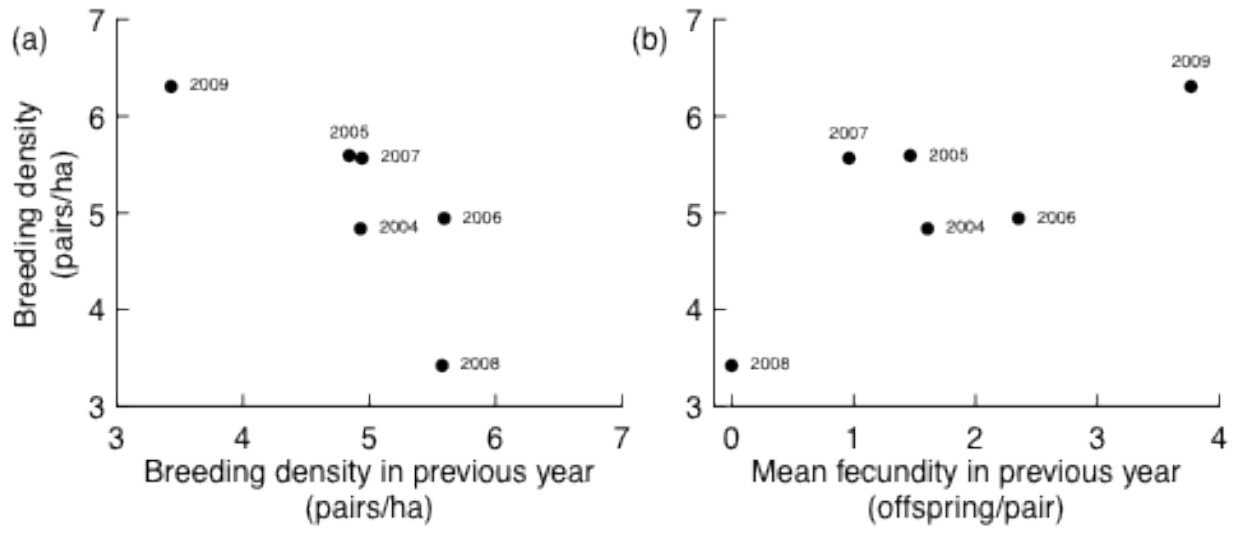 (a)
Breeding density
(pairs/ha)
7
6
5
4
3
2009
2005
2007
2004
2006
2008
3 4 5 6 7
Breeding density in previous year
(pairs/ha)
(b)
7
6
5
4
3
2009
2007
2005
2004
2006
2008
0 1 2 3 4
Mean fecundity in previous year
(offspring/pair)